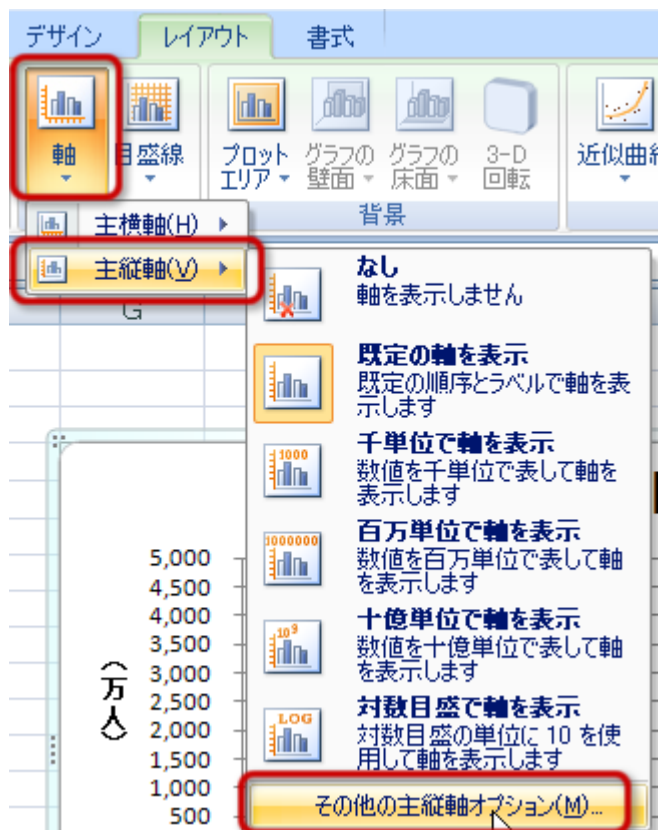 デザイン レイアウト 書式
軸 目盛線 プロット エリア グラフの 壁面 グラフの 床面 3-D 回転 近似曲線
背景
主横軸(H)
主縦軸(V)
G
なし
軸を表示しません
既定の軸を表示
既定の順序とラベルで軸を表
示します
千単位で軸を表示
1000
数値を千単位で表して軸を
表示します
百万単位で軸を表示
1000000
数値を百万単位で表して軸
を表示します
十億単位で軸を表示
10⁹
数値を十億単位で表して軸
を表示します
対数目盛で軸を表示
LOG
対数目盛の単位に 10 を使
用して軸を表示します
その他の主縦軸オプション(M)...
5,000
4,500
4,000
3,500
3,000
2,500
2,000
1,500
1,000
500
(万人)